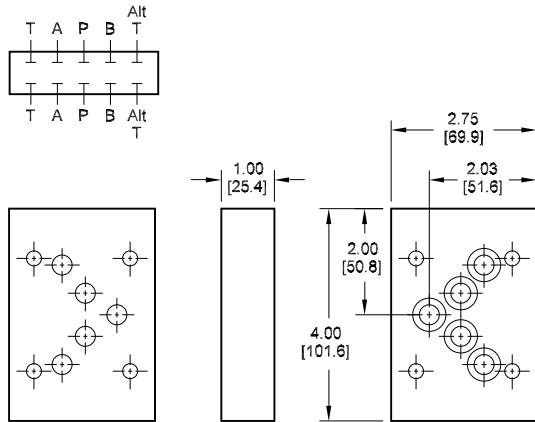 Alt
T A P B T
T A P B Alt
T
2.75
[69.9]
1.00
[25.4]
2.03
[51.6]
2.00
[50.8]
4.00
[101.6]